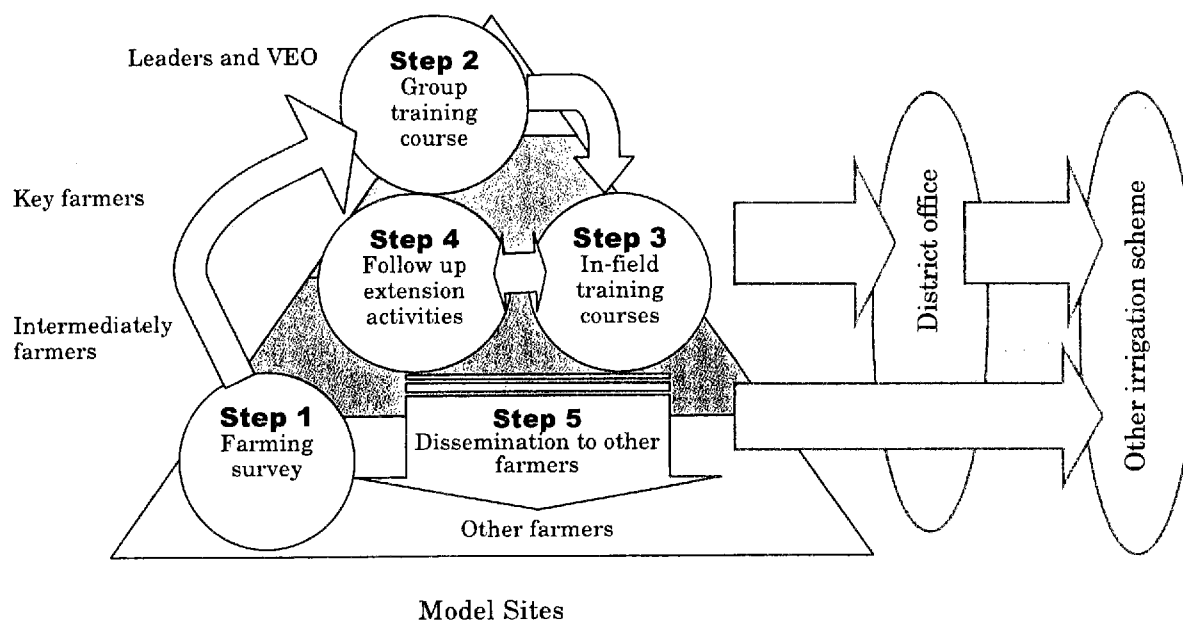 Leaders and VEO
Step 2
Group
training
course
Key farmers
Step 4
Follow up
extension
activities
Step 3
In-field
training
courses
Intermediately
farmers
Step 1
Farming
survey
Step 5
Dissemination to other
farmers
Other farmers
District office
Other irrigation scheme
Model Sites